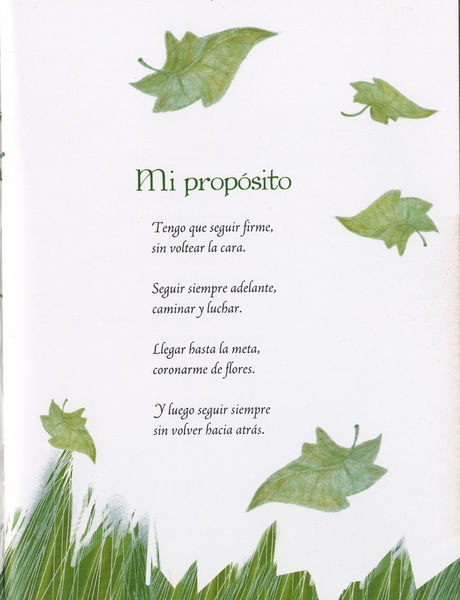 Mi propósito
Tengo que seguir firme,
sin voltear la cara.
Seguir siempre adelante,
caminar y luchar.
Llegar hasta la meta,
coronarme de flores.
Y luego seguir siempre
sin volver hacia atrás.